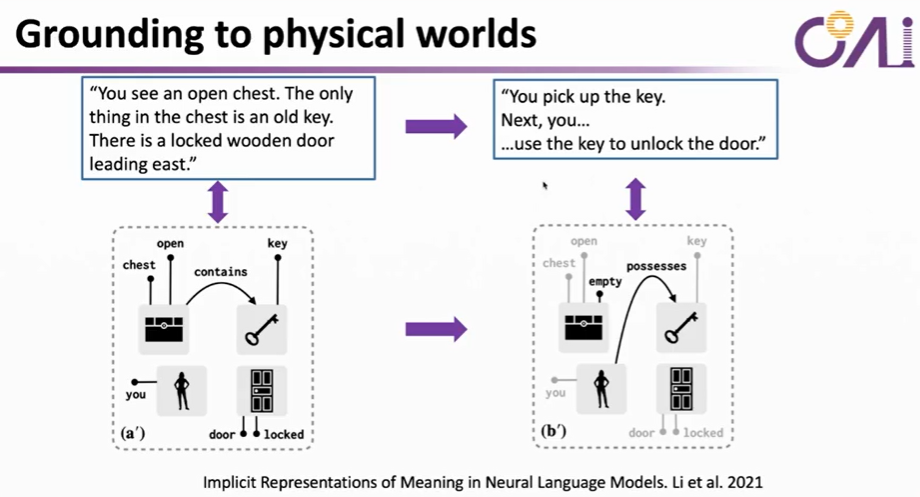 Grounding to physical worlds
OAi
“You see an open chest. The only
thing in the chest is an old key.
There is a locked wooden door
leading east.”
“You pick up the key.
Next, you...
...use the key to unlock the door.”
open
key
chest
contains
you
(a′)
door
locked
open
key
chest
possesses
empty
you
(b′)
door
locked
Implicit Representations of Meaning in Neural Language Models. Li et al. 2021